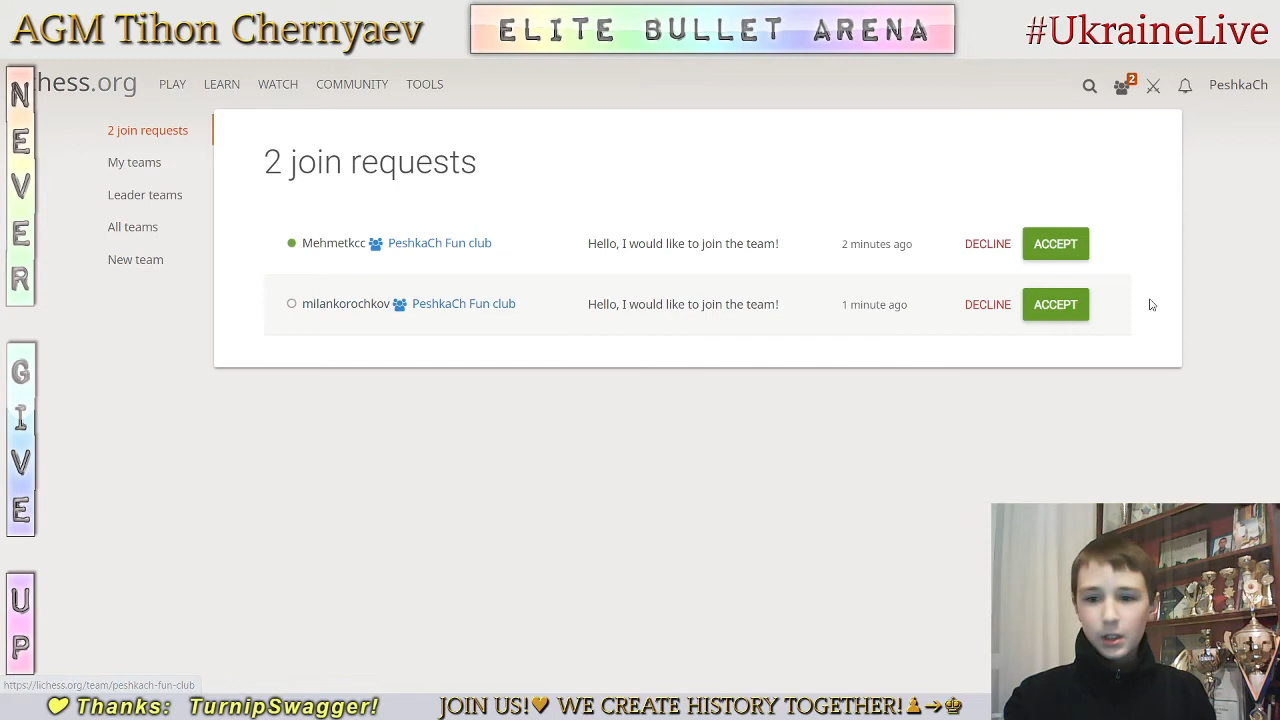 AGM Tihon Chernyaev
ELITE BULLET ARENA
#UkraineLive
hess.org
PLAY
LEARN
WATCH
COMMUNITY
TOOLS
2
PeshkaCh
NEVER
GIVE
UP
2 join requests
My teams
Leader teams
All teams
New team
2 join requests
Mehmetkcc PeshkaCh Fun club Hello, I would like to join the team! 2 minutes ago DECLINE ACCEPT
milankorochkov PeshkaCh Fun club Hello, I would like to join the team! 1 minute ago DECLINE ACCEPT
https://lichess.org/team/peshkach-fun-club
Thanks: TurnipSwagger!
JOIN US! WE CREATE HISTORY TOGETHER!